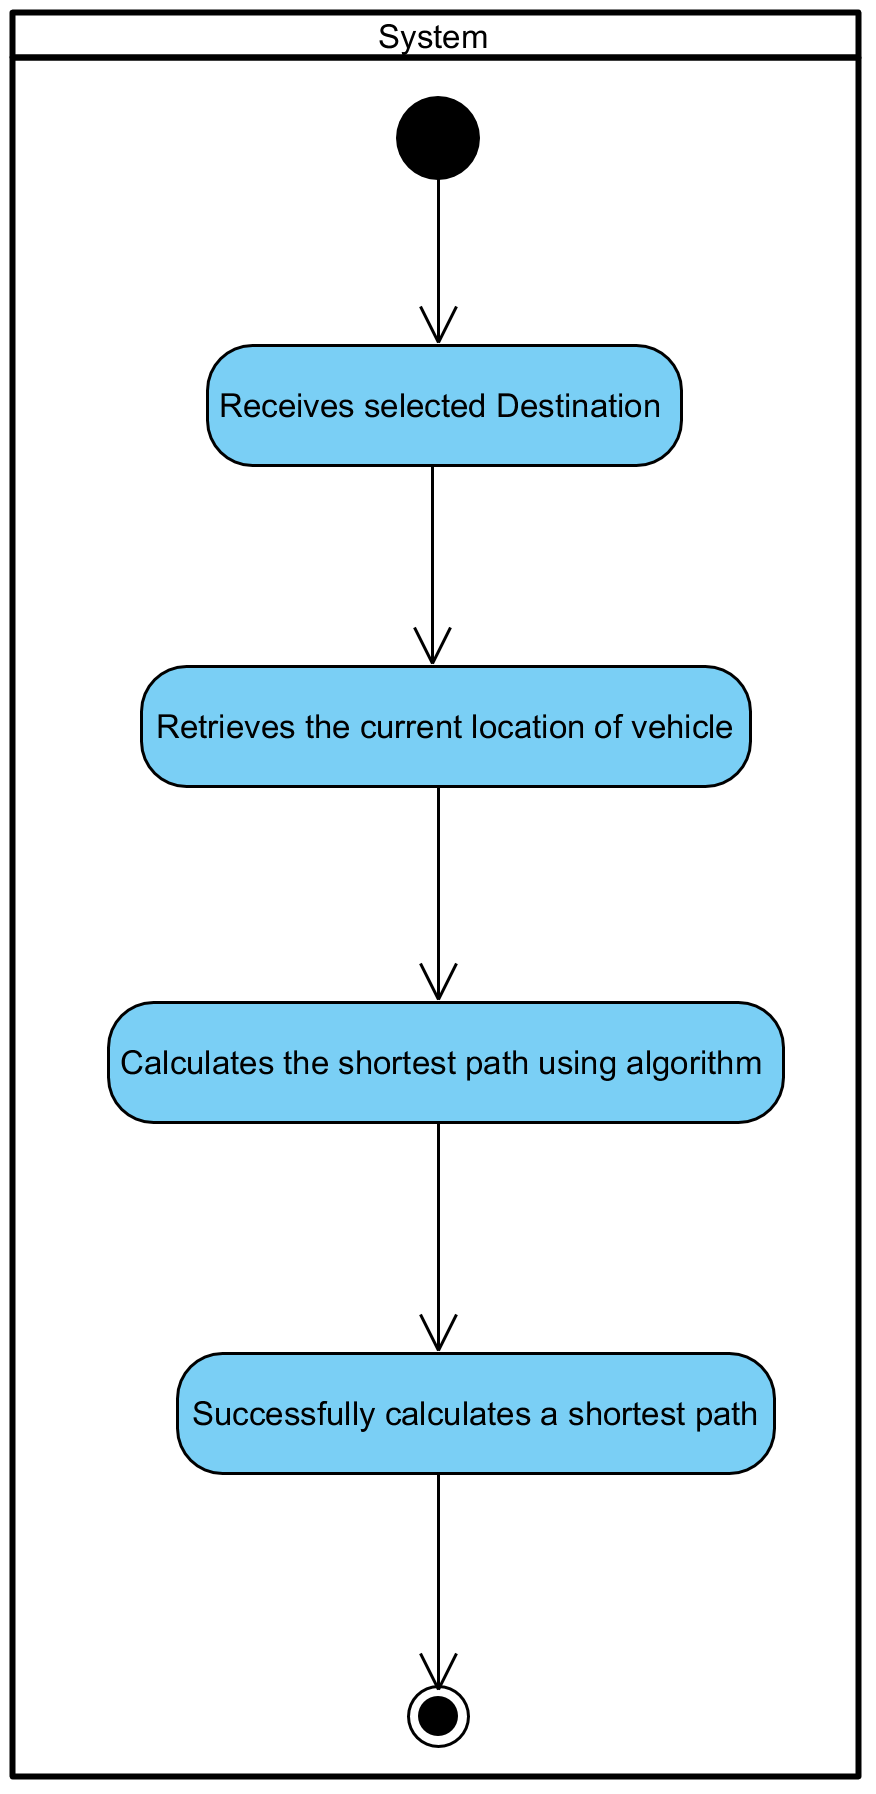 System
Receives selected Destination
Retrieves the current location of vehicle
Calculates the shortest path using algorithm
Successfully calculates a shortest path